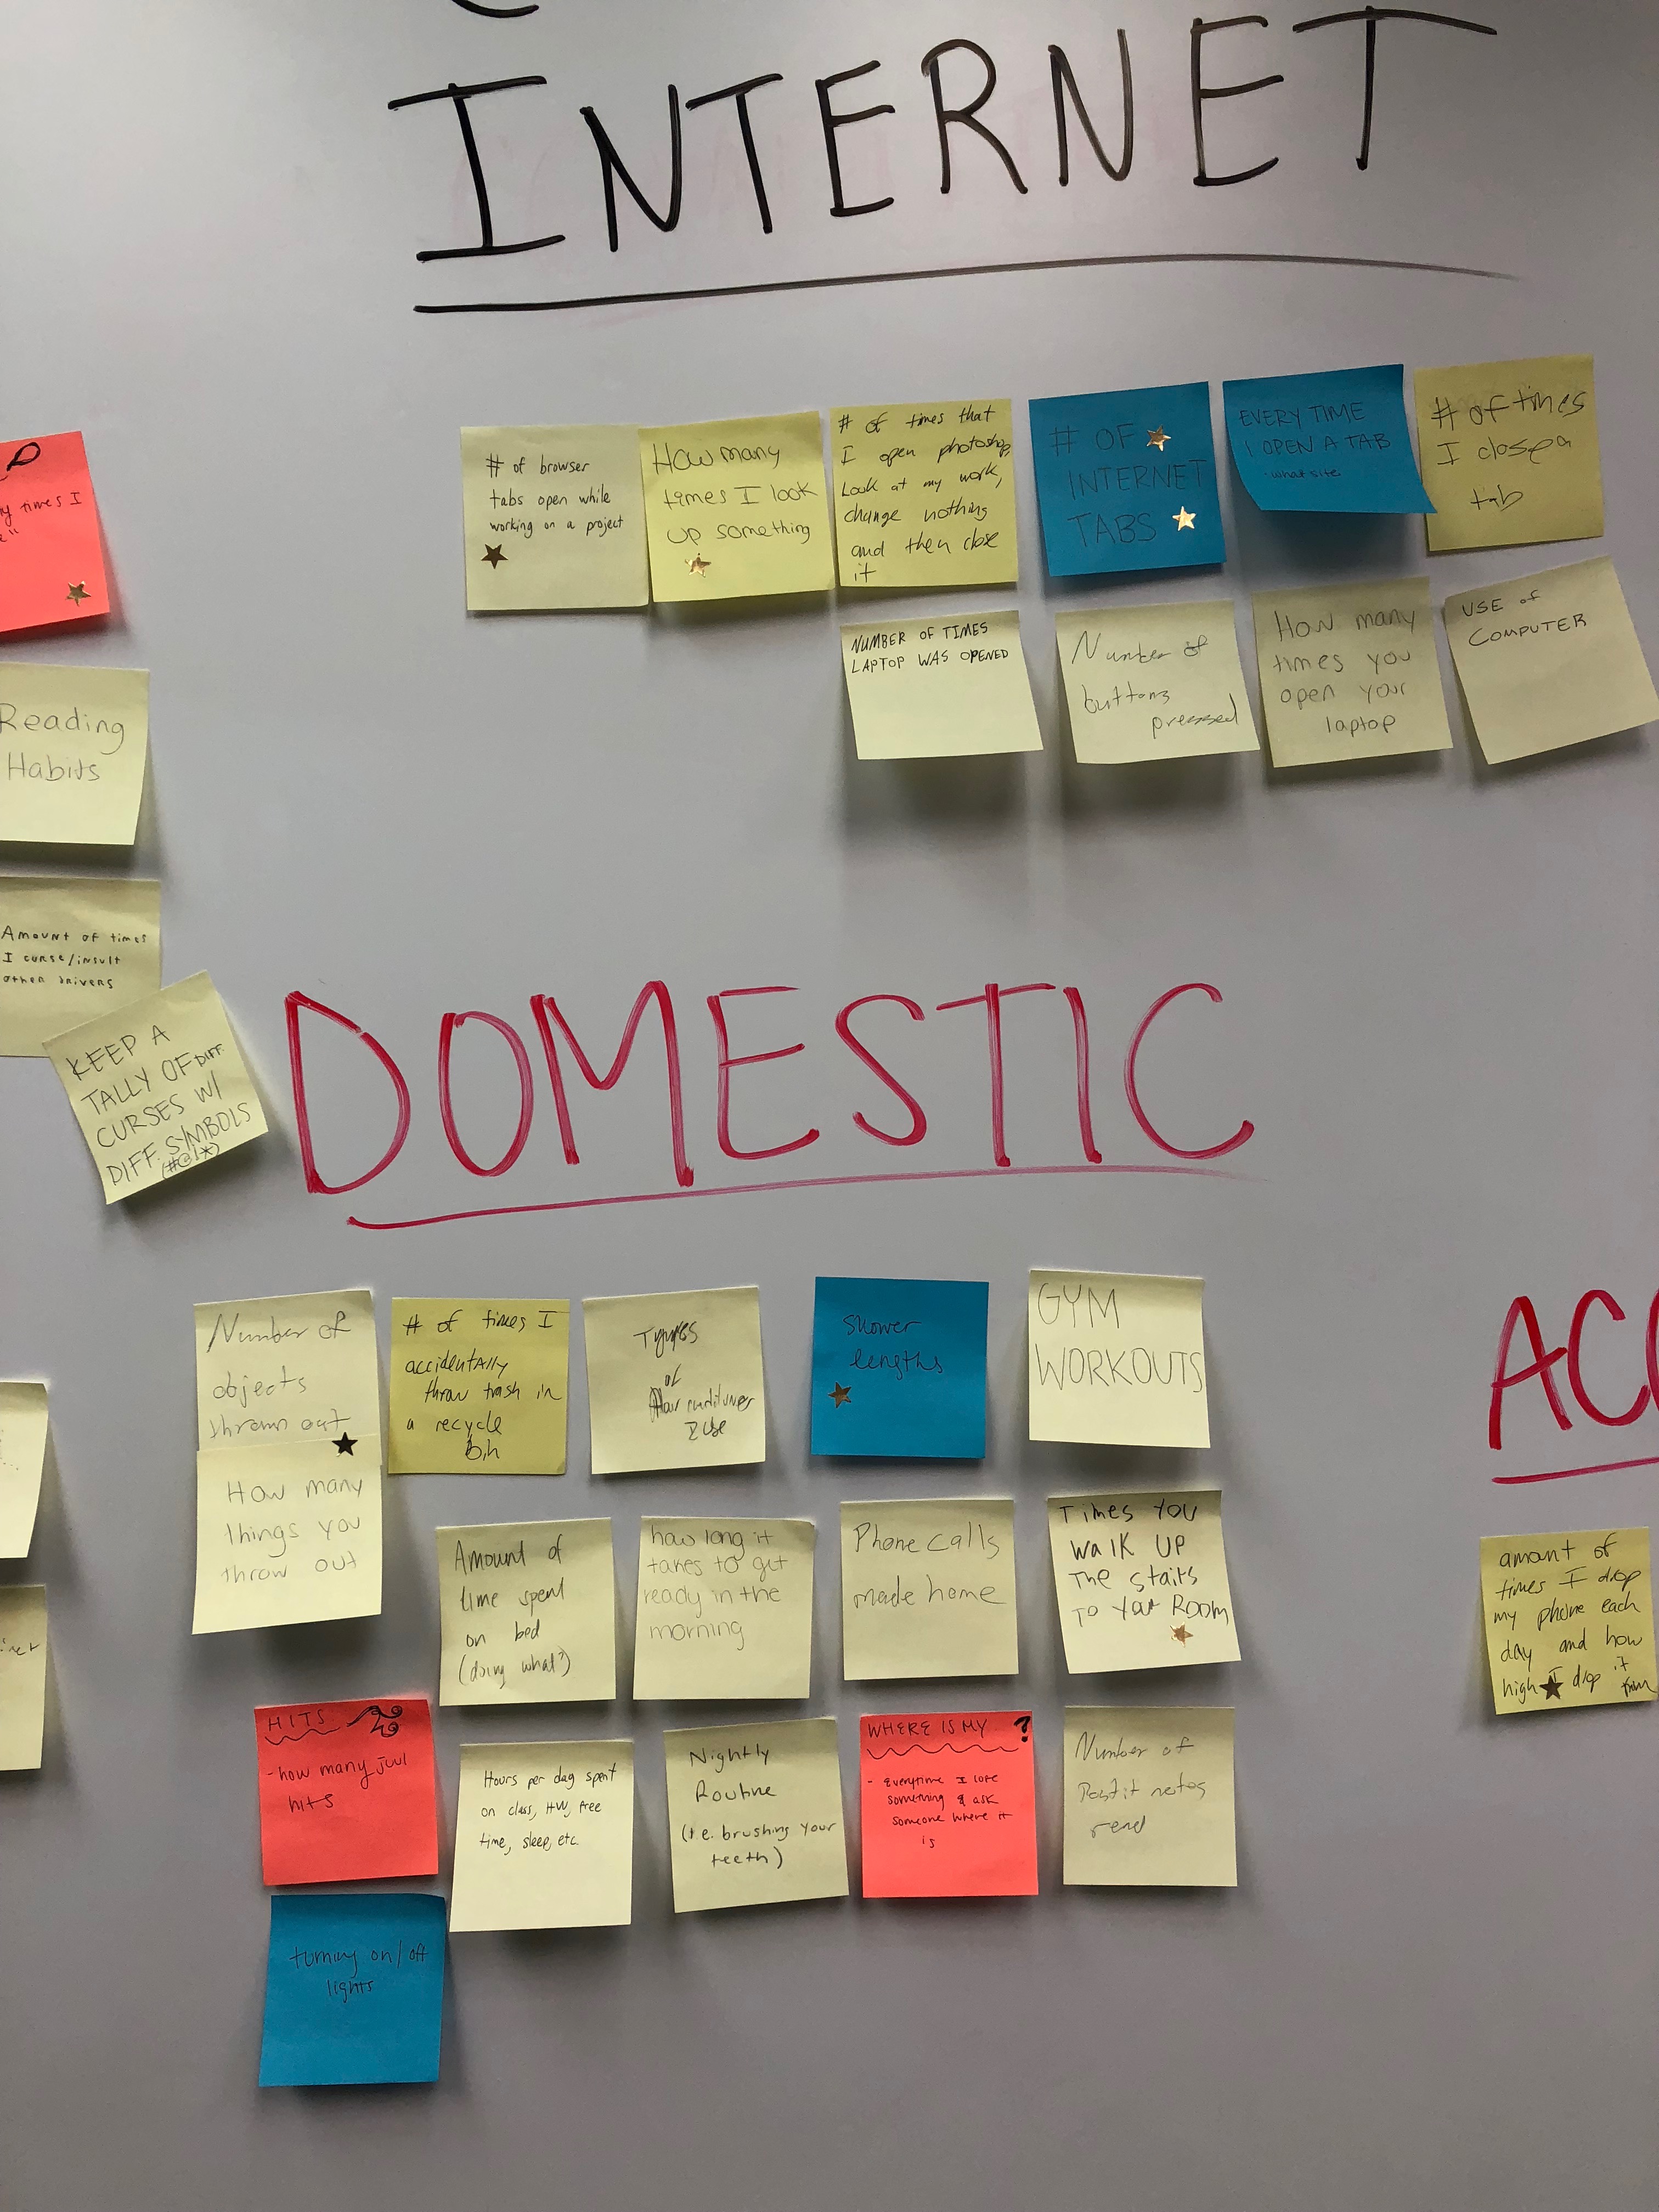 INTERNET
# of browser
tabs open while
working on a project
How many
times I look
up something
# of times that
I open photoshop,
Look at my work,
change nothing
and then close
it
# OF
INTERNET
TABS
EVERY TIME
I OPEN A TAB
-what site
# of times
I close a
tab
NUMBER OF TIMES
LAPTOP WAS OPENED
Number of
buttons
pressed
How many
times you
open your
laptop
USE of
COMPUTER
times I
Reading
Habits
Amount of times
I curse/insult
other drivers
KEEP A
TALLY OF DIFF.
CURSES W/
DIFF. SYMBOLS
(#@!*)
DOMESTIC
Number of
objects
thrown out
How many
things you
throw out
# of times I
accidentally
throw trash in
a recycle
Bin
Types
of
Hair conditioner
I use
shower
lengths
GYM
WORKOUTS
Amount of
time spent
on bed
(doing what?)
how long it
takes to get
ready in the
morning
Phone calls
made home
Times you
walk up
The stairs
To your Room
HITS
- how many juul
hits
Hours per day spent
on class, HW, free
time, sleep, etc.
Nightly
Routine
(i.e. brushing your
teeth)
WHERE IS MY ?
- Everytime I lose
something & ask
someone where it
is
Number of
Post it notes
read
turning on/off
lights
ACC
amount of
times I drop
my phone each
day and how
high I drop it
from